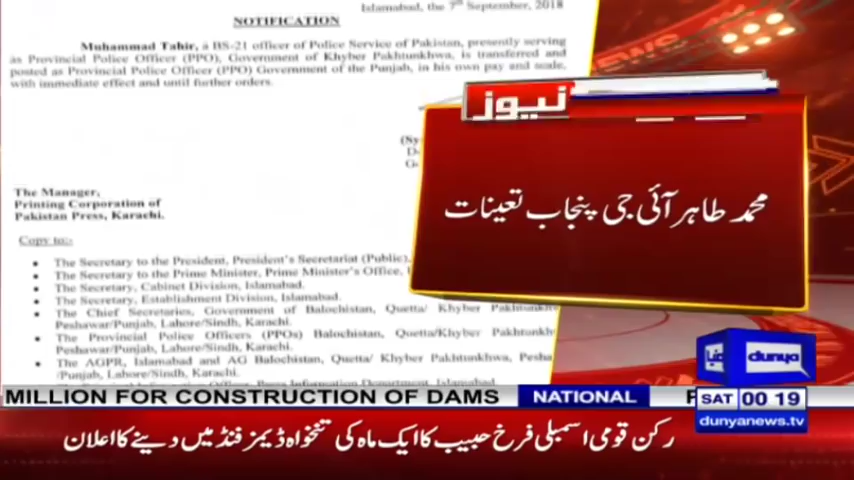 Islamabad, the 7th September, 2018
NOTIFICATION
Muhammad Tahir, a BS-21 officer of Police Service of Pakistan, presently serving
as Provincial Police Officer (PPO), Government of Khyber Pakhtunkhwa, is transferred and
posted as Provincial Police Officer (PPO) Government of the Punjab, in his own pay and scale,
with immediate effect and until further orders.
The Manager,
Printing Corporation of
Pakistan Press, Karachi.
Copy to:-
• The Secretary to the President, President's Secretariat (Public),
• The Secretary to the Prime Minister, Prime Minister's Office,
• The Secretary, Cabinet Division, Islamabad.
• The Secretary, Establishment Division, Islamabad.
• The Chief Secretaries, Government of Balochistan, Quetta/ Khyber Pakhtunkhw
Peshawar/Punjab, Lahore/Sindh, Karachi.
• The Provincial Police Officers (PPOs) Balochistan, Quetta/Khyber Pakhtunkh
Peshawar/Punjab, Lahore/Sindh, Karachi.
• The AGPR, Islamabad and AG Balochistan, Quetta/ Khyber Pakhtunkhwa, Pesha
/Punjab, Lahore/Sindh, Karachi.
نیوز
محمد طاہر آئی جی پنجاب تعینات
NEWS
دنیا dunya
MILLION FOR CONSTRUCTION OF DAMS NATIONAL
SAT 00 19
dunyanews.tv
رکن قومی اسمبلی فرخ حبیب کا ایک ماہ کی تنخواہ ڈیمز فنڈ میں دینے کا اعلان